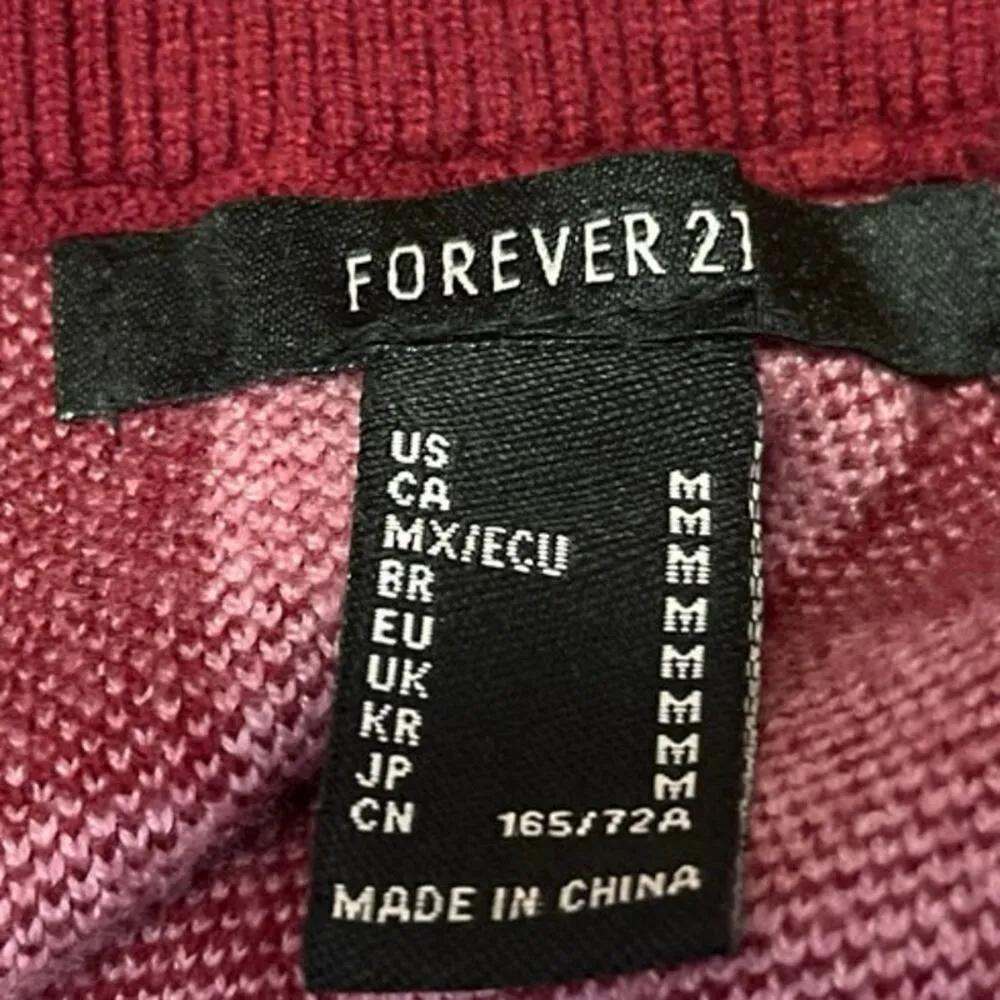 FOREVER 21
US M
CA M
MX/ECU M
BR M
EU M
UK M
KR M
JP M
CN 165/72A
MADE IN CHINA